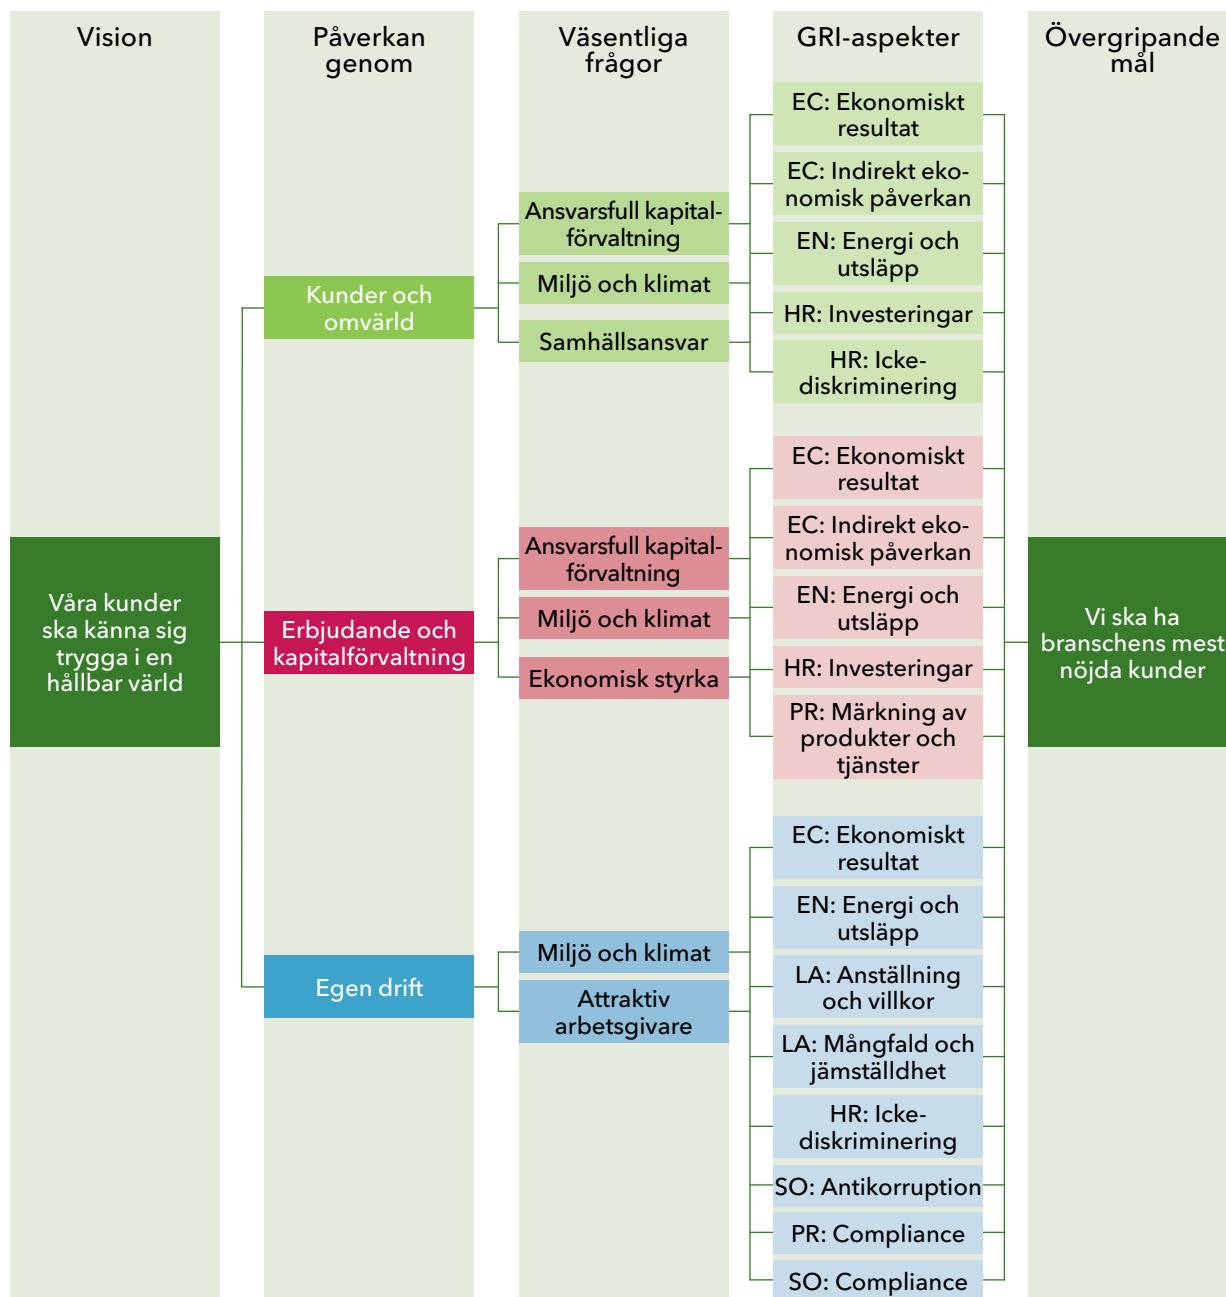 Vision
Påverkan
genom
Väsentliga
frågor
GRI-aspekter
Övergripande
mål
Våra kunder
ska känna sig
trygga i en
hållbar värld
Kunder och
omvärld
Ansvarsfull kapital-
förvaltning
Miljö och klimat
Samhällsansvar
EC: Ekonomiskt
resultat
EC: Indirekt eko-
nomisk påverkan
EN: Energi och
utsläpp
HR: Investeringar
HR: Icke-
diskriminering
Erbjudande och
kapitalförvaltning
Ansvarsfull kapital-
förvaltning
Miljö och klimat
Ekonomisk styrka
EC: Ekonomiskt
resultat
EC: Indirekt eko-
nomisk påverkan
EN: Energi och
utsläpp
HR: Investeringar
PR: Märkning av
produkter och
tjänster
Egen drift
Miljö och klimat
Attraktiv
arbetsgivare
EC: Ekonomiskt
resultat
EN: Energi och
utsläpp
LA: Anställning
och villkor
LA: Mångfald och
jämställdhet
HR: Icke-
diskriminering
SO: Antikorruption
PR: Compliance
SO: Compliance
Vi ska ha
branschens mest
nöjda kunder